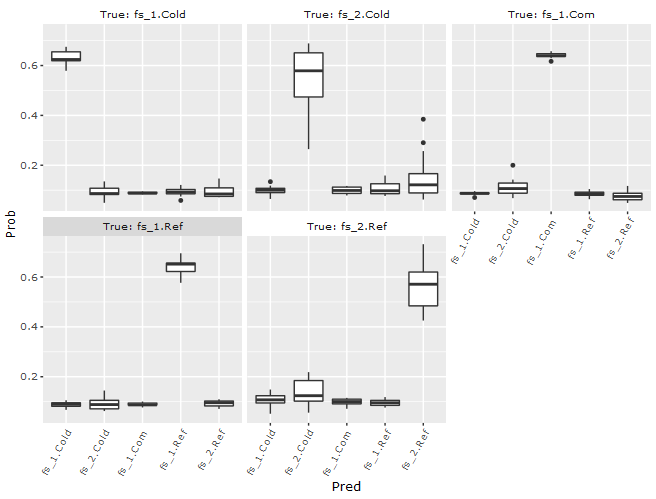 True: fs_1.Cold
True: fs_2.Cold
True: fs_1.Com
0.6
0.4
0.2
True: fs_1.Ref
True: fs_2.Ref
0.6
0.4
0.2
fs_1.Cold
fs_2.Cold
fs_1.Com
fs_1.Ref
fs_2.Ref
fs_1.Cold
fs_2.Cold
fs_1.Com
fs_1.Ref
fs_2.Ref
fs_1.Cold
fs_2.Cold
fs_1.Com
fs_1.Ref
fs_2.Ref
Prob
Pred